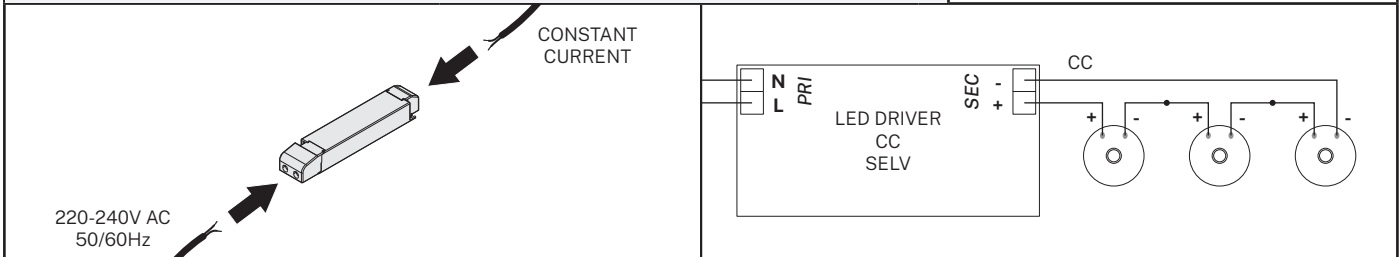 CONSTANT
CURRENT
220-240V AC
50/60Hz
N
L
PRI
LED DRIVER
CC
SELV
SEC
-
+
CC
+ - + - + -